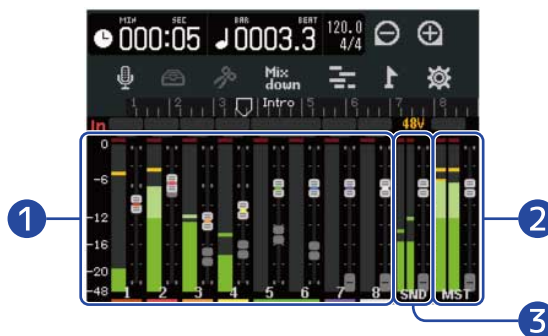 MIN SEC BAR BEAT
000:05 0003.3 120.0 4/4
Mix down
1 2 3 Intro 5 6 7 8
In 48V
0
-6
-12
-16
-20
-48 1 2 3 4 5 6 7 8 SND MST
1
2
3